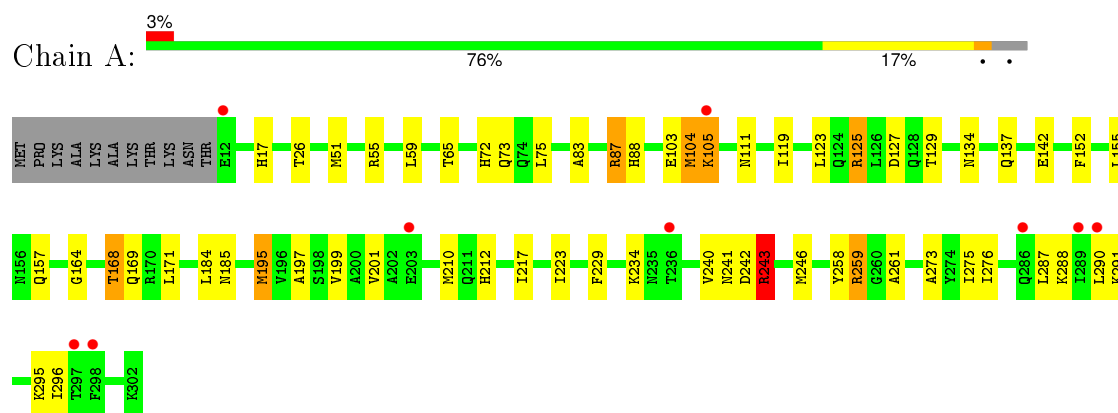 3%
Chain A:
76% 17% • •
MET PRO LYS ALA LYS ALA LYS THR LYS ASN THR E12 H17 T26 M51 R55 L59 T65 H72 Q73 Q74 L75 A83 R87 H88 E103 M104 K105 N111 I119 L123 Q124 R125 L126 D127 Q128 T129 N134 Q137 E142 F152 L155
N156 Q157 G164 T168 Q169 R170 L171 L184 N185 M195 V196 A197 S198 V199 A200 V201 A202 E203 M210 Q211 H212 I217 I223 F229 K234 N235 T236 V240 N241 D242 R243 M246 Y258 R259 G260 A261 A273 Y274 I275 I276 Q286 L287 K288 I289 L290 K291
K295 I296 T297 F298 K302